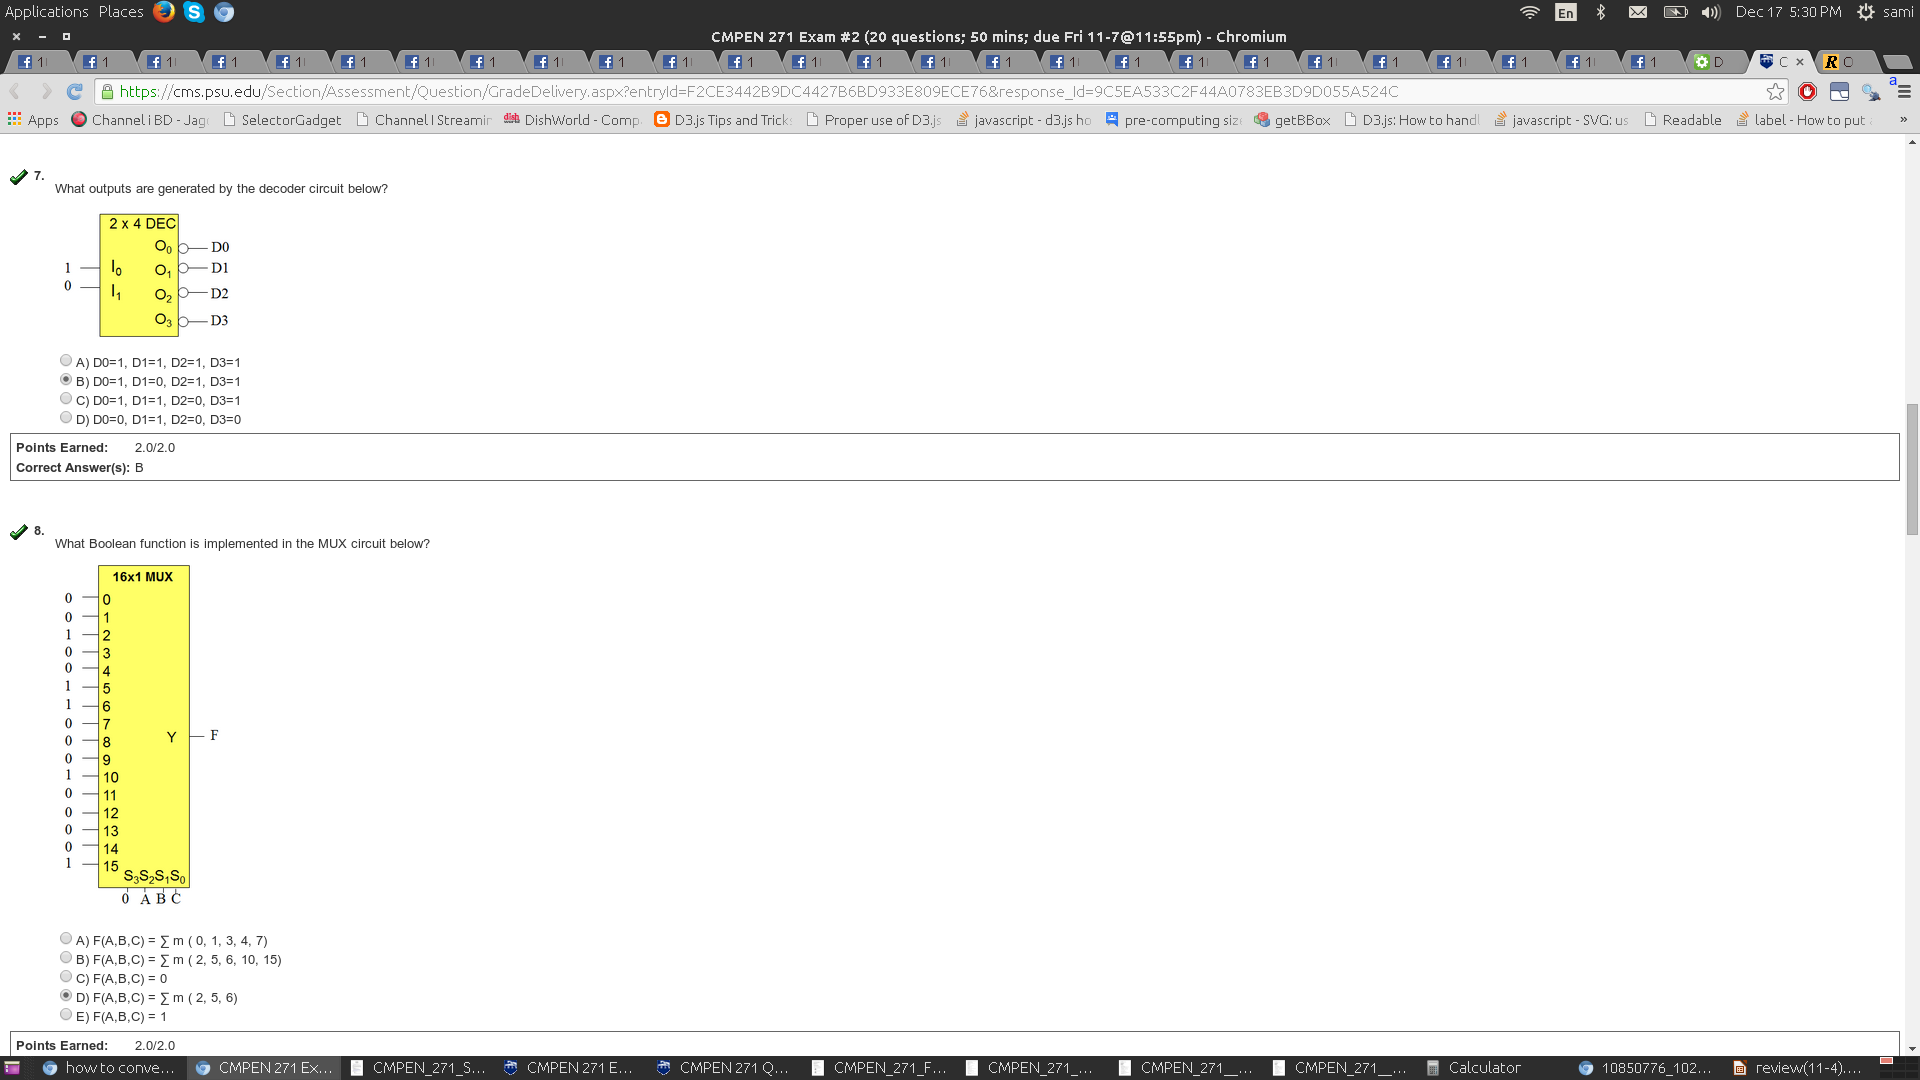 Applications Places En Dec 17 5:30 PM sami
CMPEN 271 Exam #2 (20 questions; 50 mins; due Fri 11-7@11:55pm) - Chromium
https://cms.psu.edu/Section/Assessment/Question/GradeDelivery.aspx?entryId=F2CE3442B9DC4427B6BD933E809ECE76&response_Id=9C5EA533C2F44A0783EB3D9D055A524C
Apps Channel i BD - Jag SelectorGadget Channel I Streamin DishWorld - Comp D3.js Tips and Trick Proper use of D3.js javascript - d3.js ho pre-computing siz getBBox D3.js: How to handl javascript - SVG: us Readable label - How to put a »
7.
What outputs are generated by the decoder circuit below?
2 x 4 DEC
O0 D0
1 I0 O1 D1
0 I1 O2 D2
O3 D3
A) D0=1, D1=1, D2=1, D3=1
B) D0=1, D1=0, D2=1, D3=1
C) D0=1, D1=1, D2=0, D3=1
D) D0=0, D1=1, D2=0, D3=0
Points Earned: 2.0/2.0
Correct Answer(s): B
8.
What Boolean function is implemented in the MUX circuit below?
16x1 MUX
0 0
0 1
1 2
0 3
0 4
1 5
1 6
0 7
Y F
0 8
0 9
1 10
0 11
0 12
0 13
0 14
1 15
S3S2S1S0
0 A B C
A) F(A,B,C) = ∑ m ( 0, 1, 3, 4, 7)
B) F(A,B,C) = ∑ m ( 2, 5, 6, 10, 15)
C) F(A,B,C) = 0
D) F(A,B,C) = ∑ m ( 2, 5, 6)
E) F(A,B,C) = 1
Points Earned: 2.0/2.0
how to conve... CMPEN 271 Ex... CMPEN_271_S... CMPEN 271 E... CMPEN 271 Q... CMPEN_271_F... CMPEN_271_... CMPEN_271__... CMPEN_271__... Calculator 10850776_102... review(11-4)....